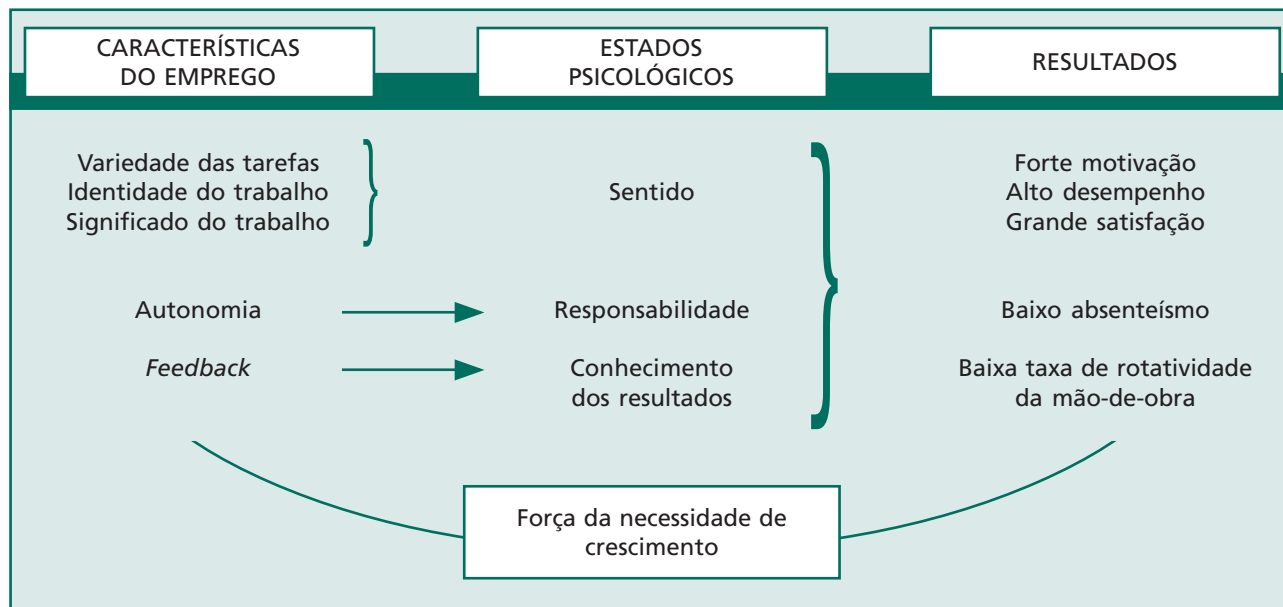 CARACTERÍSTICAS
DO EMPREGO
ESTADOS
PSICOLÓGICOS
RESULTADOS
Variedade das tarefas
Identidade do trabalho
Significado do trabalho
Sentido
Forte motivação
Alto desempenho
Grande satisfação
Autonomia
Responsabilidade
Baixo absenteísmo
Feedback
Conhecimento
dos resultados
Baixa taxa de rotatividade
da mão-de-obra
Força da necessidade de
crescimento